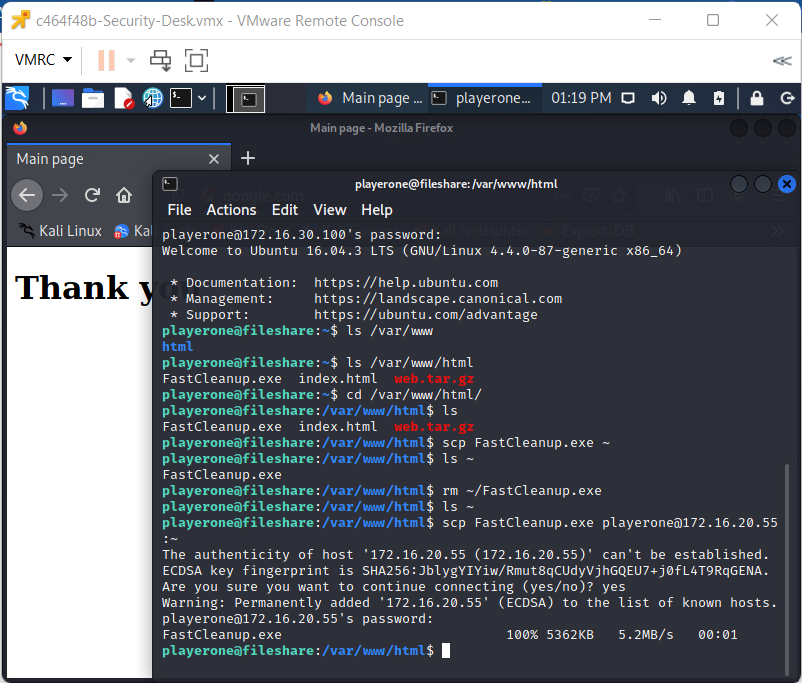 c464f48b-Security-Desk.vmx - VMware Remote Console
VMRC
Main page ... playerone... 01:19 PM
Main page - Mozilla Firefox
Main page
playerone@fileshare:/var/www/html
google.com
File Actions Edit View Help
Kali Linux Ka NetHunter Exploit-DB
Thank you
playerone@172.16.30.100's password:
Welcome to Ubuntu 16.04.3 LTS (GNU/Linux 4.4.0-87-generic x86_64)
* Documentation: https://help.ubuntu.com
* Management: https://landscape.canonical.com
* Support: https://ubuntu.com/advantage
playerone@fileshare:~$ ls /var/www
html
playerone@fileshare:~$ ls /var/www/html
FastCleanup.exe index.html web.tar.gz
playerone@fileshare:~$ cd /var/www/html/
playerone@fileshare:/var/www/html$ ls
FastCleanup.exe index.html web.tar.gz
playerone@fileshare:/var/www/html$ scp FastCleanup.exe ~
playerone@fileshare:/var/www/html$ ls ~
FastCleanup.exe
playerone@fileshare:/var/www/html$ rm ~/FastCleanup.exe
playerone@fileshare:/var/www/html$ ls ~
playerone@fileshare:/var/www/html$ scp FastCleanup.exe playerone@172.16.20.55
:~
The authenticity of host '172.16.20.55 (172.16.20.55)' can't be established.
ECDSA key fingerprint is SHA256:JblygYIYiw/Rmut8qCUdyVjhGQEU7+j0fL4T9RqGENA.
Are you sure you want to continue connecting (yes/no)? yes
Warning: Permanently added '172.16.20.55' (ECDSA) to the list of known hosts.
playerone@172.16.20.55's password:
FastCleanup.exe 100% 5362KB 5.2MB/s 00:01
playerone@fileshare:/var/www/html$